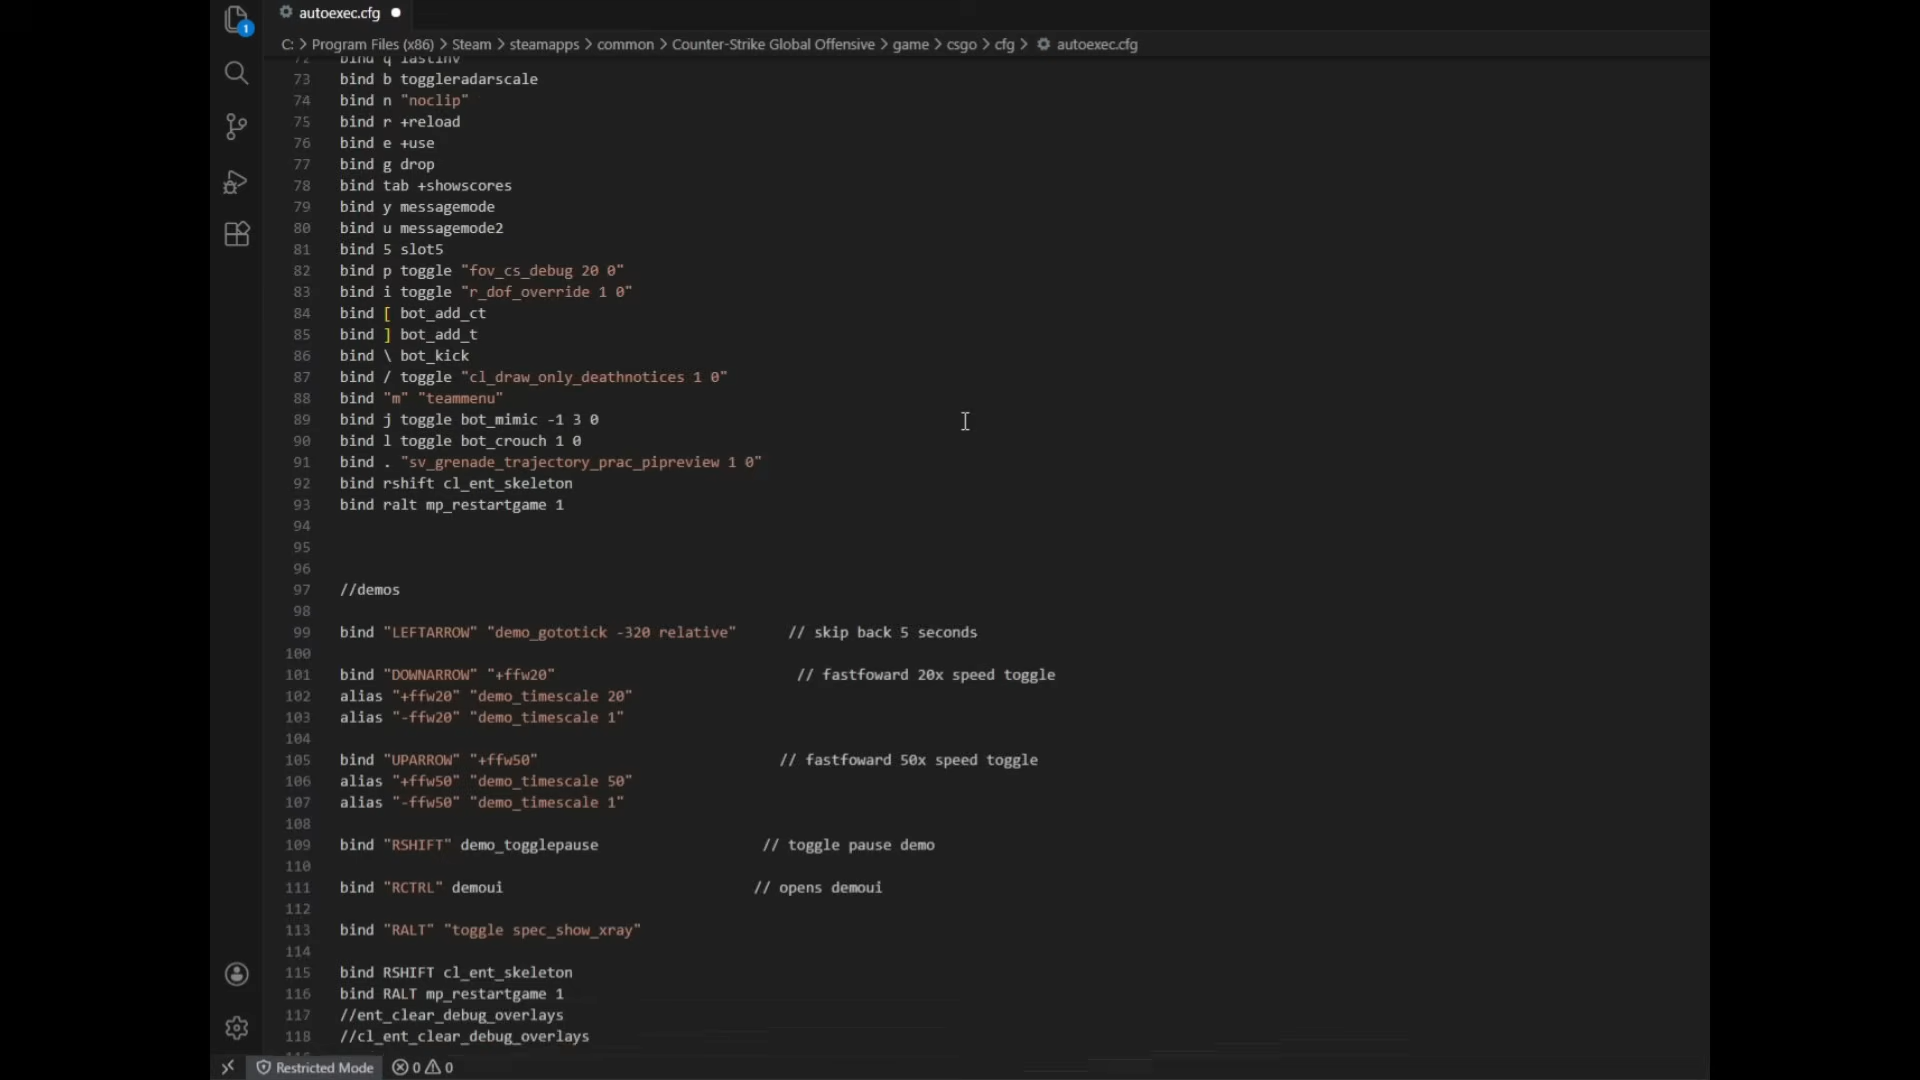 1
autoexec.cfg
C: > Program Files (x86) > Steam > steamapps > common > Counter-Strike Global Offensive > game > csgo > cfg > autoexec.cfg
72 bind q lastinv
73 bind b toggleradarscale
74 bind n "noclip"
75 bind r +reload
76 bind e +use
77 bind g drop
78 bind tab +showscores
79 bind y messagemode
80 bind u messagemode2
81 bind 5 slot5
82 bind p toggle "fov_cs_debug 20 0"
83 bind i toggle "r_dof_override 1 0"
84 bind [ bot_add_ct
85 bind ] bot_add_t
86 bind \ bot_kick
87 bind / toggle "cl_draw_only_deathnotices 1 0"
88 bind "m" "teammenu"
89 bind j toggle bot_mimic -1 3 0
90 bind l toggle bot_crouch 1 0
91 bind . "sv_grenade_trajectory_prac_pipreview 1 0"
92 bind rshift cl_ent_skeleton
93 bind ralt mp_restartgame 1
94
95
96
97 //demos
98
99 bind "LEFTARROW" "demo_gototick -320 relative" // skip back 5 seconds
100
101 bind "DOWNARROW" "+ffw20" // fastfoward 20x speed toggle
102 alias "+ffw20" "demo_timescale 20"
103 alias "-ffw20" "demo_timescale 1"
104
105 bind "UPARROW" "+ffw50" // fastfoward 50x speed toggle
106 alias "+ffw50" "demo_timescale 50"
107 alias "-ffw50" "demo_timescale 1"
108
109 bind "RSHIFT" demo_togglepause // toggle pause demo
110
111 bind "RCTRL" demoui // opens demoui
112
113 bind "RALT" "toggle spec_show_xray"
114
115 bind RSHIFT cl_ent_skeleton
116 bind RALT mp_restartgame 1
117 //ent_clear_debug_overlays
118 //cl_ent_clear_debug_overlays
Restricted Mode 0 0